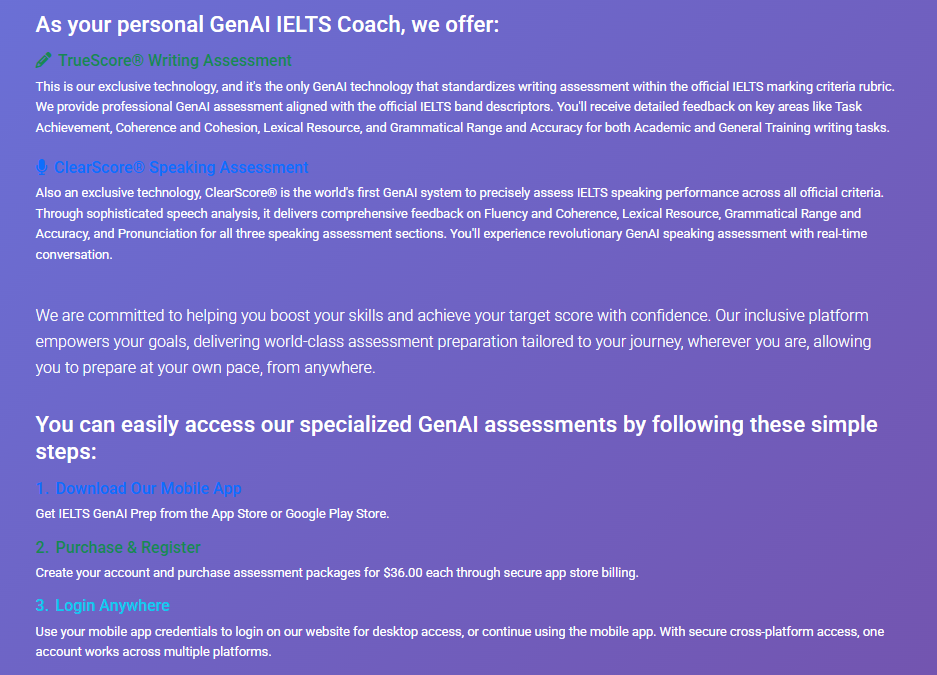 As your personal GenAI IELTS Coach, we offer:
TrueScore® Writing Assessment
This is our exclusive technology, and it's the only GenAI technology that standardizes writing assessment within the official IELTS marking criteria rubric.
We provide professional GenAI assessment aligned with the official IELTS band descriptors. You'll receive detailed feedback on key areas like Task
Achievement, Coherence and Cohesion, Lexical Resource, and Grammatical Range and Accuracy for both Academic and General Training writing tasks.
ClearScore® Speaking Assessment
Also an exclusive technology, ClearScore® is the world's first GenAI system to precisely assess IELTS speaking performance across all official criteria.
Through sophisticated speech analysis, it delivers comprehensive feedback on Fluency and Coherence, Lexical Resource, Grammatical Range and
Accuracy, and Pronunciation for all three speaking assessment sections. You'll experience revolutionary GenAI speaking assessment with real-time
conversation.
We are committed to helping you boost your skills and achieve your target score with confidence. Our inclusive platform
empowers your goals, delivering world-class assessment preparation tailored to your journey, wherever you are, allowing
you to prepare at your own pace, from anywhere.
You can easily access our specialized GenAI assessments by following these simple
steps:
1. Download Our Mobile App
Get IELTS GenAI Prep from the App Store or Google Play Store.
2. Purchase & Register
Create your account and purchase assessment packages for $36.00 each through secure app store billing.
3. Login Anywhere
Use your mobile app credentials to login on our website for desktop access, or continue using the mobile app. With secure cross-platform access, one
account works across multiple platforms.